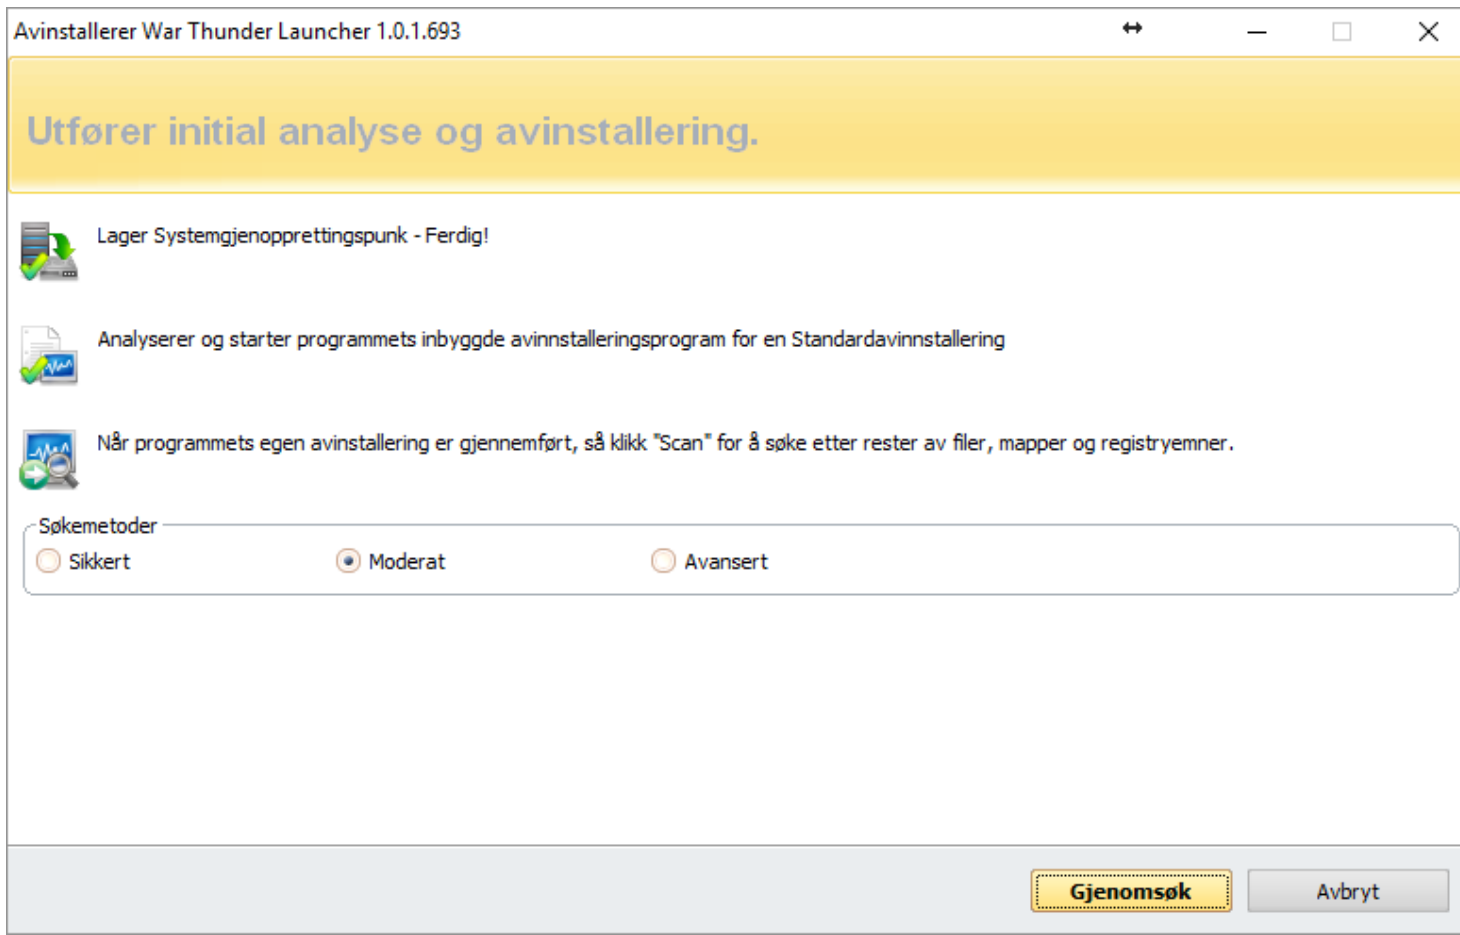 Avinstallerer War Thunder Launcher 1.0.1.693
Utfører initial analyse og avinstallering.
Lager Systemgjenopprettingspunk - Ferdig!
Analyserer og starter programmets inbyggde avinnstalleringsprogram for en Standardavinnstallering
Når programmets egen avinstallering er gjennemført, så klikk "Scan" for å søke etter rester av filer, mapper og registryemner.
Søkemetoder
Sikkert Moderat Avansert
Gjenomsøk Avbryt